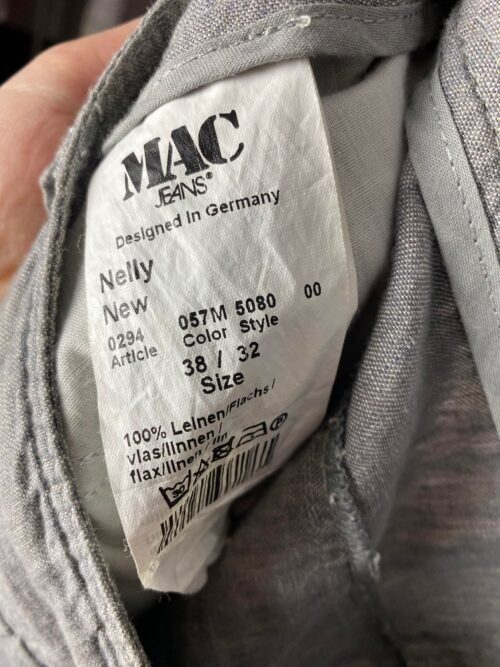 MAC
JEANS®
Designed In Germany
Nelly
New
0294 057M 5080 00
Article Color Style
38 / 32
Size
100% Leinen/Flachs/
vlas/linnen/
flax/linen/lin
30